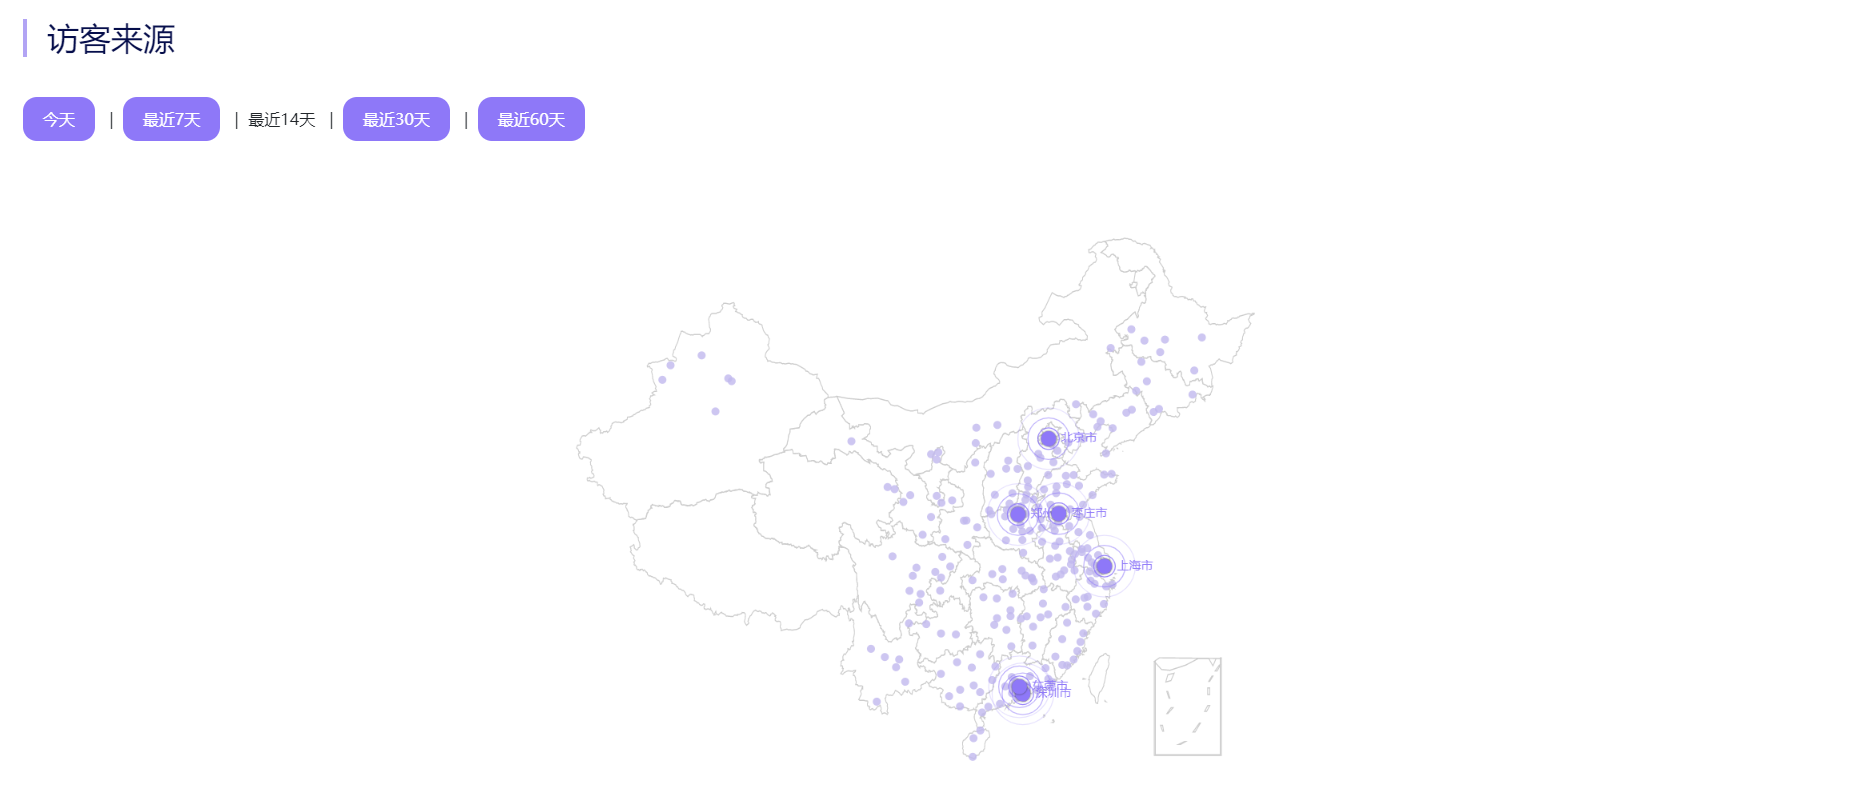 访客来源
今天 | 最近7天 | 最近14天 | 最近30天 | 最近60天
北京市
郑州
枣庄市
上海市
东莞市
深圳市